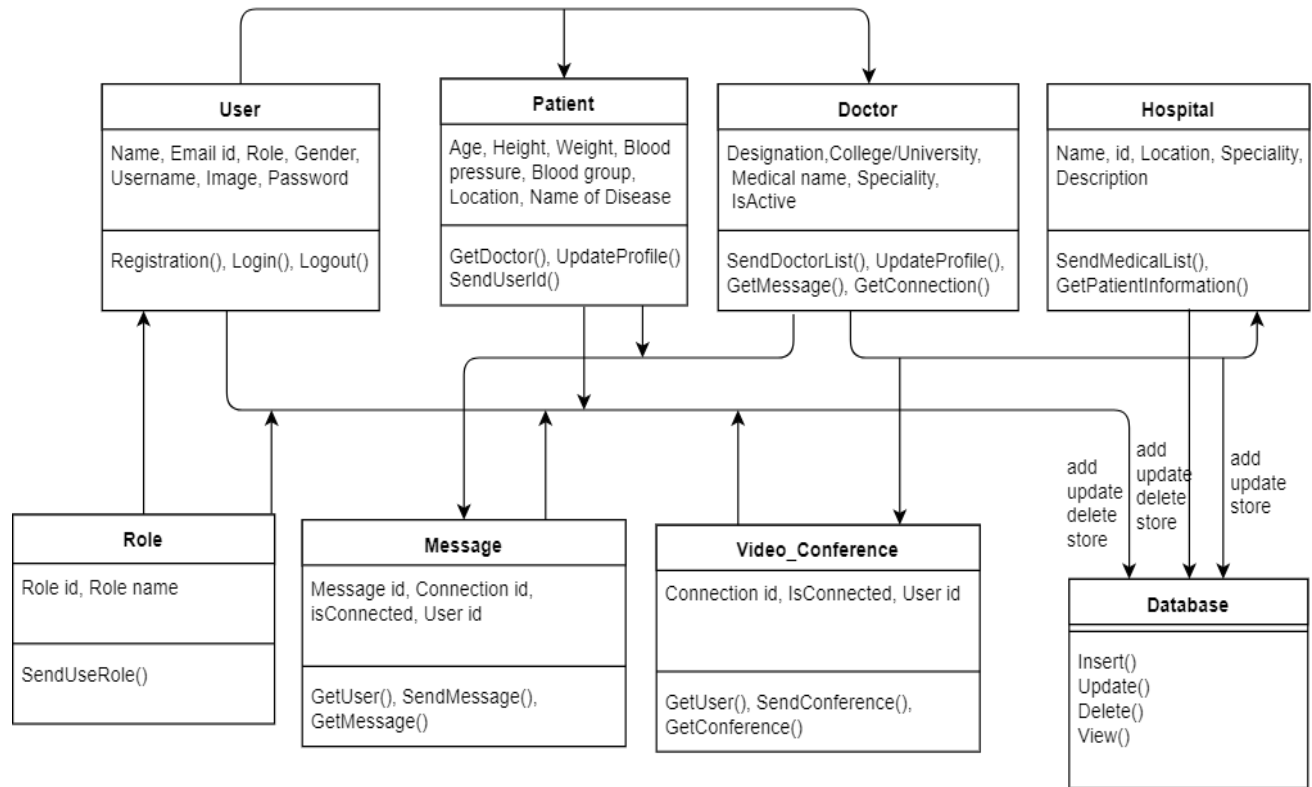 User
Name, Email id, Role, Gender,
Username, Image, Password
Registration(), Login(), Logout()
Patient
Age, Height, Weight, Blood
pressure, Blood group,
Location, Name of Disease
GetDoctor(), UpdateProfile()
SendUserId()
Doctor
Designation,College/University,
Medical name, Speciality,
IsActive
SendDoctorList(), UpdateProfile(),
GetMessage(), GetConnection()
Hospital
Name, id, Location, Speciality,
Description
SendMedicalList(),
GetPatientInformation()
add
update
delete
store
add
update
delete
store
add
update
store
Role
Role id, Role name
SendUseRole()
Message
Message id, Connection id,
isConnected, User id
GetUser(), SendMessage(),
GetMessage()
Video_Conference
Connection id, IsConnected, User id
GetUser(), SendConference(),
GetConference()
Database
Insert()
Update()
Delete()
View()